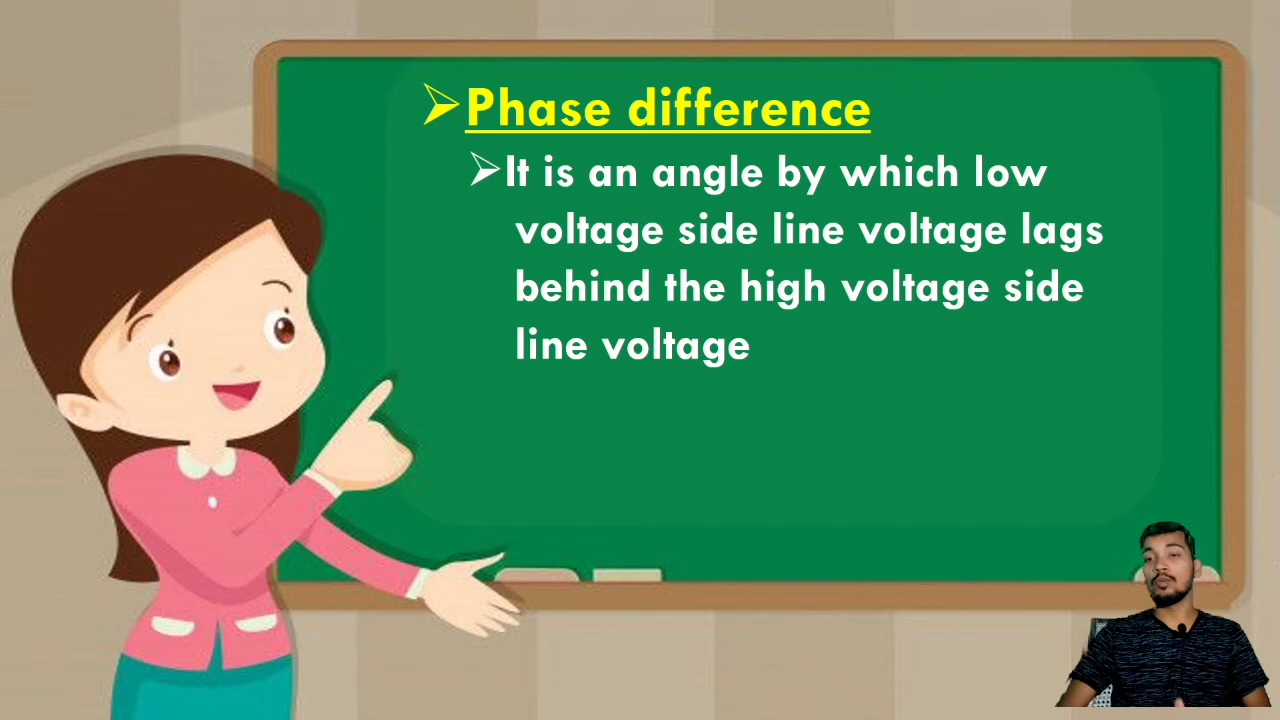 ➢Phase difference
➢It is an angle by which low
voltage side line voltage lags
behind the high voltage side
line voltage